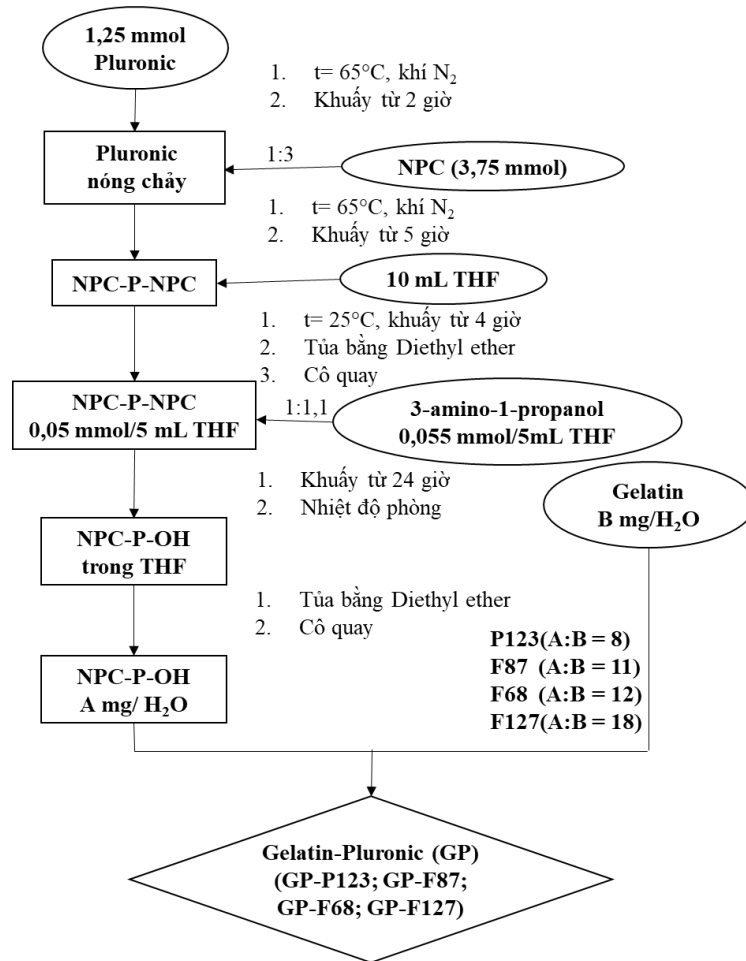 1,25 mmol
Pluronic
1. t= 65°C, khí N₂
2. Khuấy từ 2 giờ
Pluronic
nóng chảy
1:3
NPC (3,75 mmol)
1. t= 65°C, khí N₂
2. Khuấy từ 5 giờ
NPC-P-NPC
10 mL THF
1. t= 25°C, khuấy từ 4 giờ
2. Tủa bằng Diethyl ether
3. Cô quay
NPC-P-NPC
0,05 mmol/5 mL THF
1:1,1
3-amino-1-propanol
0,055 mmol/5mL THF
1. Khuấy từ 24 giờ
2. Nhiệt độ phòng
Gelatin
B mg/H₂O
NPC-P-OH
trong THF
1. Tủa bằng Diethyl ether
2. Cô quay
P123(A:B = 8)
F87 (A:B = 11)
F68 (A:B = 12)
F127(A:B = 18)
NPC-P-OH
A mg/ H₂O
Gelatin-Pluronic (GP)
(GP-P123; GP-F87;
GP-F68; GP-F127)